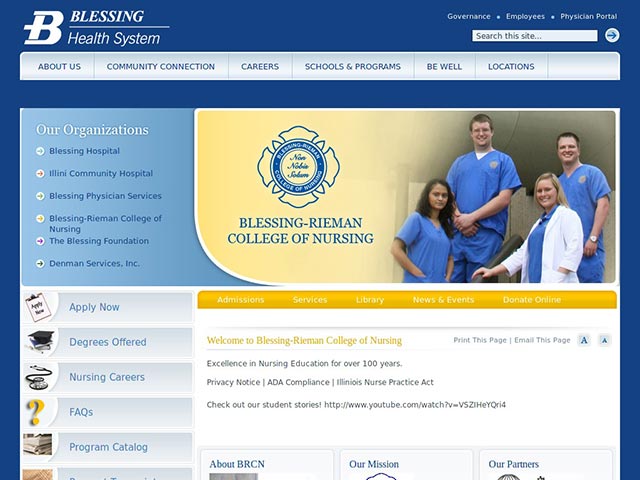 BLESSING
Health System
Governance Employees Physician Portal
Search this site...
ABOUT US COMMUNITY CONNECTION CAREERS SCHOOLS & PROGRAMS BE WELL LOCATIONS
Our Organizations
Blessing Hospital
Illini Community Hospital
Blessing Physician Services
Blessing-Rieman College of
Nursing
The Blessing Foundation
Denman Services, Inc.
BLESSING-RIEMAN
COLLEGE OF NURSING
Non
Nobis
Solum
BLESSING-RIEMAN
COLLEGE OF NURSING
Apply Now
Degrees Offered
Nursing Careers
FAQs
Program Catalog
Admissions Services Library News & Events Donate Online
Welcome to Blessing-Rieman College of Nursing
Print This Page | Email This Page A A
Excellence in Nursing Education for over 100 years.
Privacy Notice | ADA Compliance | Illiniois Nurse Practice Act
Check out our student stories! http://www.youtube.com/watch?v=VSZIHeYQri4
About BRCN Our Mission Our Partners